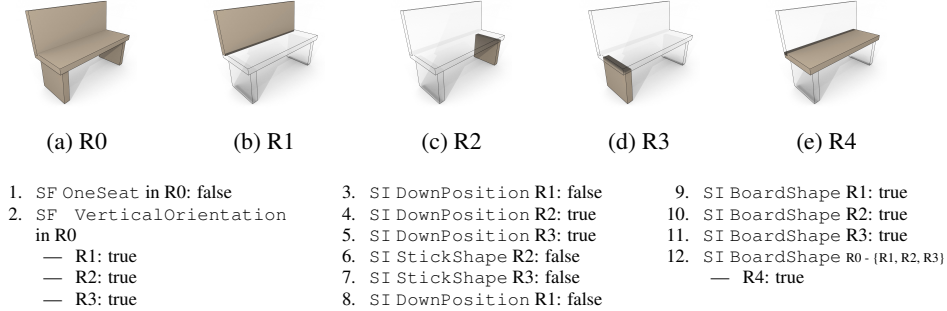 (a) R0
(b) R1
(c) R2
(d) R3
(e) R4
1. SF OneSeat in R0: false
2. SF VerticalOrientation
in R0
— R1: true
— R2: true
— R3: true
3. SI DownPosition R1: false
4. SI DownPosition R2: true
5. SI DownPosition R3: true
6. SI StickShape R2: false
7. SI StickShape R3: false
8. SI DownPosition R1: false
9. SI BoardShape R1: true
10. SI BoardShape R2: true
11. SI BoardShape R3: true
12. SI BoardShape R0 - {R1, R2, R3}
— R4: true